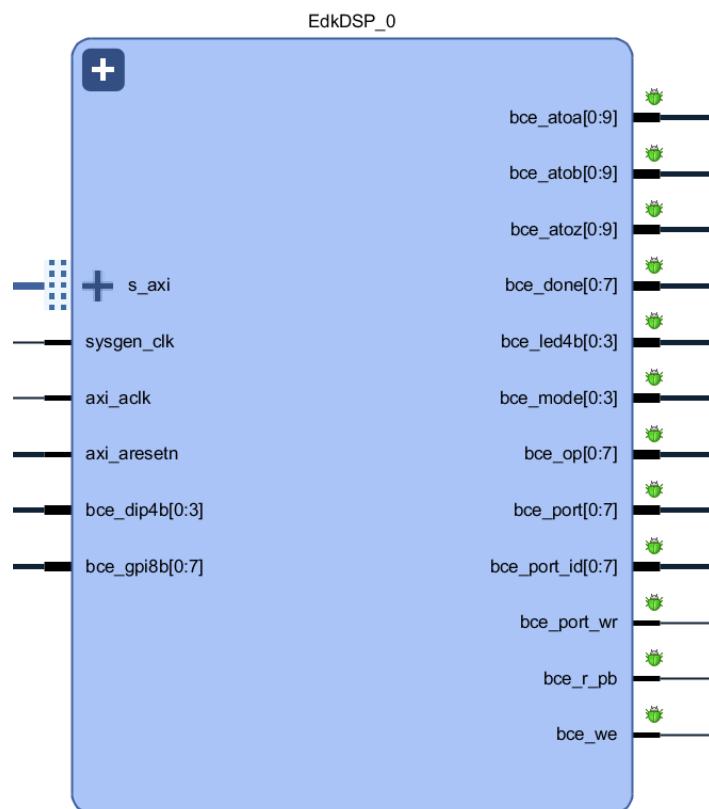 EdkDSP_0
s_axi
sysgen_clk
axi_aclk
axi_aresetn
bce_dip4b[0:3]
bce_gpi8b[0:7]
bce_atoa[0:9]
bce_atob[0:9]
bce_atoz[0:9]
bce_done[0:7]
bce_led4b[0:3]
bce_mode[0:3]
bce_op[0:7]
bce_port[0:7]
bce_port_id[0:7]
bce_port_wr
bce_r_pb
bce_we